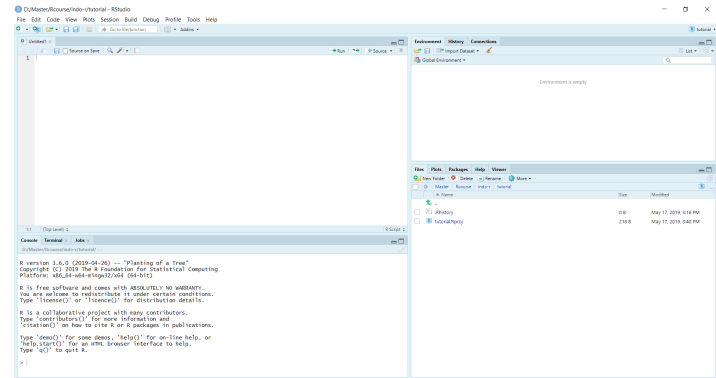 D:/Master/Rcourse/indo-r/tutorial - RStudio
File Edit Code View Plots Session Build Debug Profile Tools Help
Go to file/function Addins tutorial
Untitled1
Source on Save Run Source
1
1:1 (Top Level) R Script
Console Terminal Jobs
D:/Master/Rcourse/indo-r/tutorial/
R version 3.6.0 (2019-04-26) -- "Planting of a Tree"
Copyright (C) 2019 The R Foundation for Statistical Computing
Platform: x86_64-w64-mingw32/x64 (64-bit)
R is free software and comes with ABSOLUTELY NO WARRANTY.
You are welcome to redistribute it under certain conditions.
Type 'license()' or 'licence()' for distribution details.
R is a collaborative project with many contributors.
Type 'contributors()' for more information and
'citation()' on how to cite R or R packages in publications.
Type 'demo()' for some demos, 'help()' for on-line help, or
'help.start()' for an HTML browser interface to help.
Type 'q()' to quit R.
>
Environment History Connections
Import Dataset List
Global Environment
Environment is empty
Files Plots Packages Help Viewer
New Folder Delete Rename More
D: Master Rcourse indo-r tutorial
Name Size Modified
..
.Rhistory 0 B May 17, 2019, 3:16 PM
tutorial.Rproj 218 B May 17, 2019, 3:40 PM